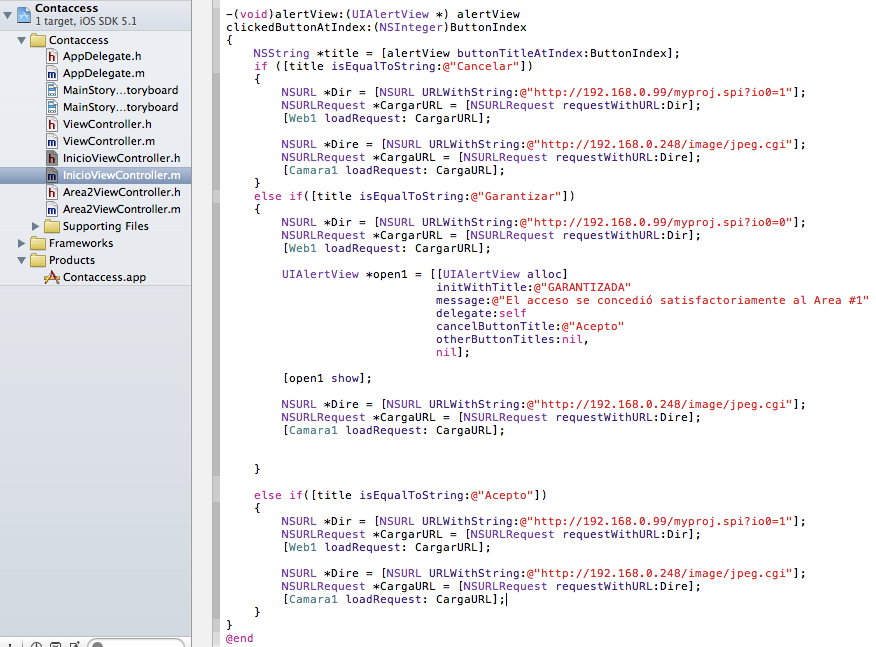 Contaccess
1 target, iOS SDK 5.1
Contaccess
AppDelegate.h
AppDelegate.m
MainStory...toryboard
MainStory...toryboard
ViewController.h
ViewController.m
InicioViewController.h
InicioViewController.m
Area2ViewController.h
Area2ViewController.m
Supporting Files
Frameworks
Products
Contaccess.app
-(void)alertView:(UIAlertView *) alertView
clickedButtonAtIndex:(NSInteger)ButtonIndex
{
NSString *title = [alertView buttonTitleAtIndex:ButtonIndex];
if ([title isEqualToString:@"Cancelar"])
{
NSURL *Dir = [NSURL URLWithString:@"http://192.168.0.99/myproj.spi?io0=1"];
NSURLRequest *CargarURL = [NSURLRequest requestWithURL:Dir];
[Web1 loadRequest: CargarURL];
NSURL *Dire = [NSURL URLWithString:@"http://192.168.0.248/image/jpeg.cgi"];
NSURLRequest *CargaURL = [NSURLRequest requestWithURL:Dire];
[Camara1 loadRequest: CargaURL];
}
else if([title isEqualToString:@"Garantizar"])
{
NSURL *Dir = [NSURL URLWithString:@"http://192.168.0.99/myproj.spi?io0=0"];
NSURLRequest *CargarURL = [NSURLRequest requestWithURL:Dir];
[Web1 loadRequest: CargarURL];
UIAlertView *open1 = [[UIAlertView alloc]
initWithTitle:@"GARANTIZADA"
message:@"El acceso se concedió satisfactoriamente al Area #1"
delegate:self
cancelButtonTitle:@"Acepto"
otherButtonTitles:nil,
nil];
[open1 show];
NSURL *Dire = [NSURL URLWithString:@"http://192.168.0.248/image/jpeg.cgi"];
NSURLRequest *CargaURL = [NSURLRequest requestWithURL:Dire];
[Camara1 loadRequest: CargaURL];
}
else if([title isEqualToString:@"Acepto"])
{
NSURL *Dir = [NSURL URLWithString:@"http://192.168.0.99/myproj.spi?io0=1"];
NSURLRequest *CargarURL = [NSURLRequest requestWithURL:Dir];
[Web1 loadRequest: CargarURL];
NSURL *Dire = [NSURL URLWithString:@"http://192.168.0.248/image/jpeg.cgi"];
NSURLRequest *CargaURL = [NSURLRequest requestWithURL:Dire];
[Camara1 loadRequest: CargaURL];
}
}
@end